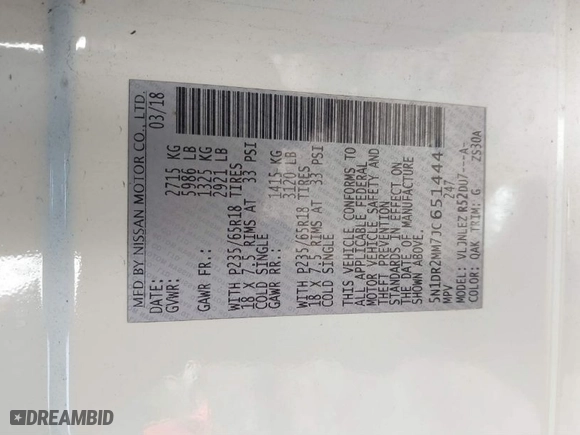 MFD BY NISSAN MOTOR CO., LTD.
DATE: 03/18
GVWR: 2715 KG
5986 LB
GAWR FR.: 1325 KG
2921 LB
WITH P235/65R18 TIRES
18 X 7.5 RIMS AT 33 PSI
COLD SINGLE
GAWR RR.: 1415 KG
3120 LB
WITH P235/65R18 TIRES
18 X 7.5 RIMS AT 33 PSI
COLD SINGLE
THIS VEHICLE CONFORMS TO
ALL APPLICABLE FEDERAL
MOTOR VEHICLE SAFETY AND
THEFT PREVENTION
STANDARDS IN EFFECT ON
THE DATE OF MANUFACTURE
SHOWN ABOVE.
5N1DR2MM7JC651444
MPV 247
MODEL: VLJNLEZ R52DU7---A-
COLOR: QAK TRIM: G ZS30A
DREAMBID